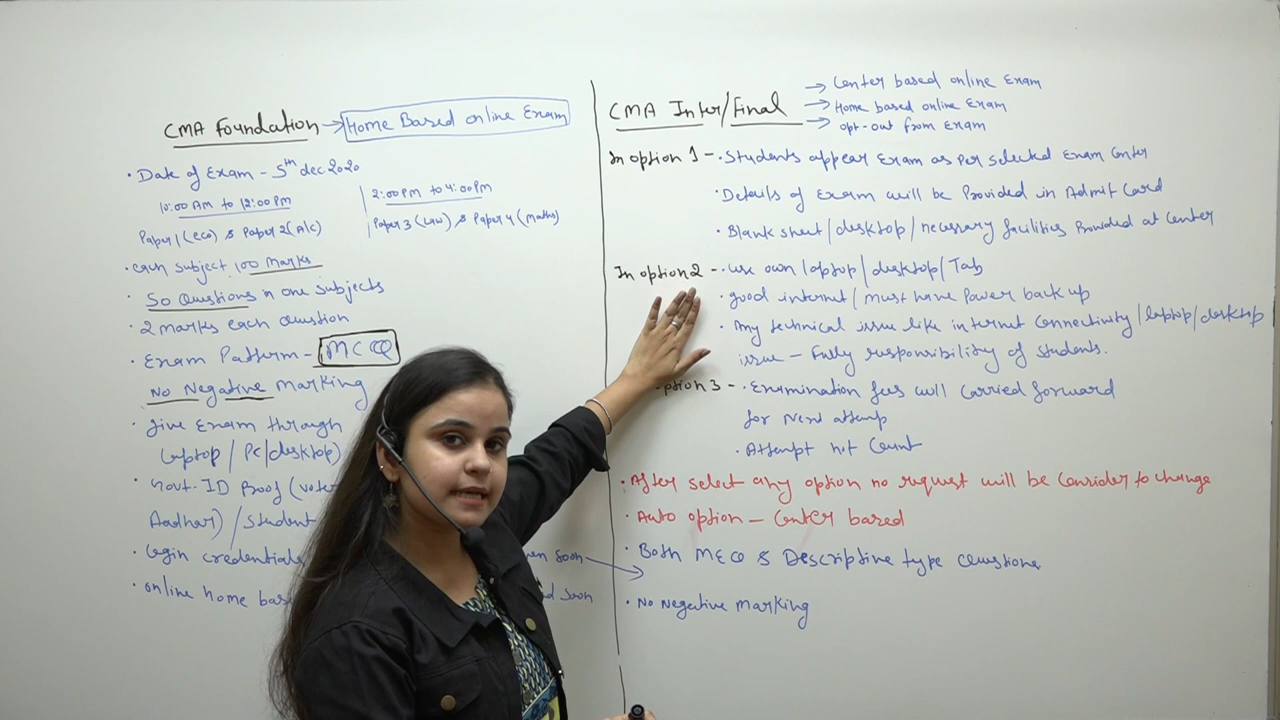 CMA Foundation → Home Based online Exam
• Date of Exam - 5th dec 2020
10:00 AM to 12:00 PM
2:00 PM to 4:00 PM
Paper 1 (eco) & Paper 2 (A/c)
Paper 3 (Law) & Paper 4 (Maths)
• each subject 100 Marks
• 50 Questions in one subjects
• 2 marks each Question
• Exam Pattern - MCQ
No Negative Marking
• give Exam through
laptop / PC/desktop)
• Govt. ID Proof (voter
Aadhar) / Student
• login credentials
en soon
• online home base
d soon
CMA Inter/Final
→ Center based online Exam
→ Home based online Exam
→ opt-out from Exam
In option 1 - • Students appear Exam as per selected Exam Center
• Details of Exam will be Provided in Admit Card
• Blank sheet/desktop/necessary facilities Provided at Center
In option 2 - • use own laptop/desktop/Tab
• good internet/must have Power back up
• Any technical issue like internet Connectivity/laptop/desktop
issue - Fully responsibility of students.
option 3 - • Examination fees will carried forward
for Next attempt
• Attempt not Count
• After select any option no request will be Consider to change
• Auto option - Center based
• Both MCQ & Descriptive type Questions
• No Negative marking